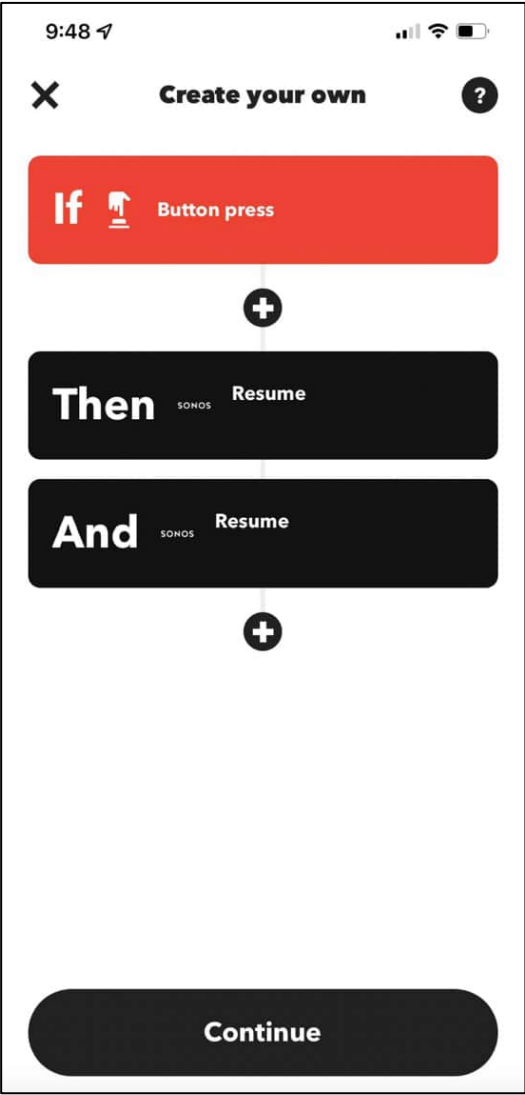 9:48
Create your own
?
If Button press
Then SONOS Resume
And SONOS Resume
Continue